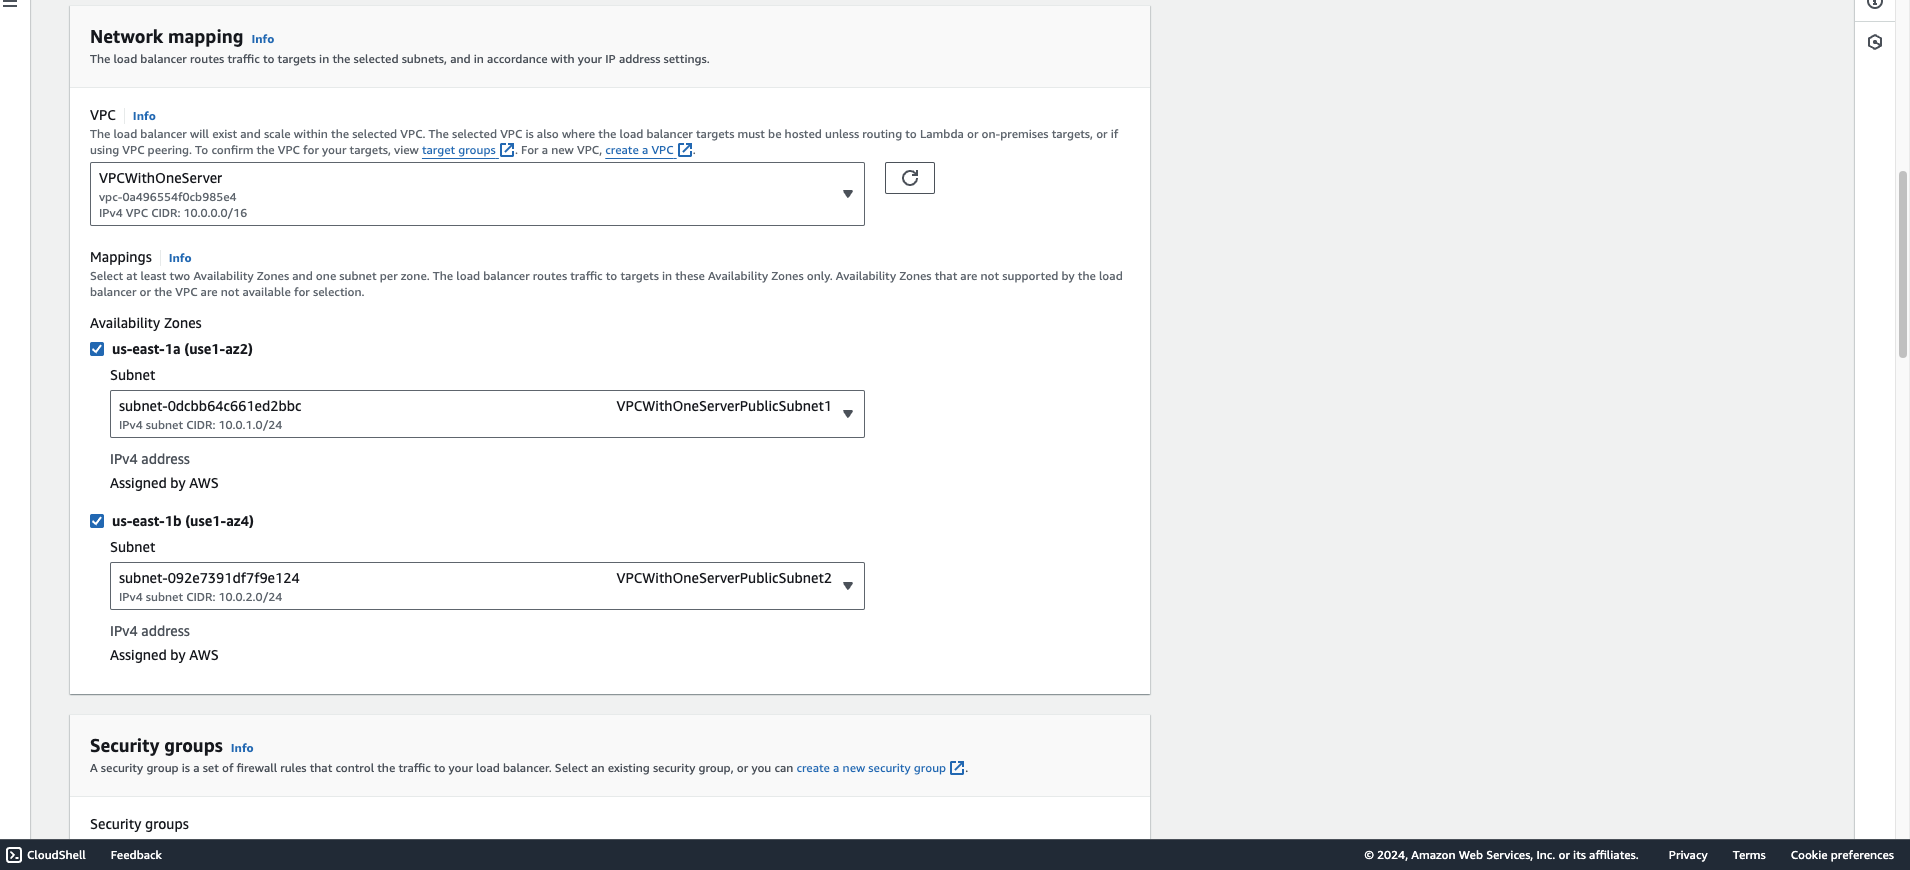 Network mapping Info
The load balancer routes traffic to targets in the selected subnets, and in accordance with your IP address settings.
VPC Info
The load balancer will exist and scale within the selected VPC. The selected VPC is also where the load balancer targets must be hosted unless routing to Lambda or on-premises targets, or if
using VPC peering. To confirm the VPC for your targets, view target groups. For a new VPC, create a VPC.
VPCWithOneServer
vpc-0a496554f0cb985e4
IPv4 VPC CIDR: 10.0.0.0/16
Mappings Info
Select at least two Availability Zones and one subnet per zone. The load balancer routes traffic to targets in these Availability Zones only. Availability Zones that are not supported by the load
balancer or the VPC are not available for selection.
Availability Zones
us-east-1a (use1-az2)
Subnet
subnet-0dcbb64c661ed2bbc VPCWithOneServerPublicSubnet1
IPv4 subnet CIDR: 10.0.1.0/24
IPv4 address
Assigned by AWS
us-east-1b (use1-az4)
Subnet
subnet-092e7391df7f9e124 VPCWithOneServerPublicSubnet2
IPv4 subnet CIDR: 10.0.2.0/24
IPv4 address
Assigned by AWS
Security groups Info
A security group is a set of firewall rules that control the traffic to your load balancer. Select an existing security group, or you can create a new security group.
Security groups
CloudShell Feedback © 2024, Amazon Web Services, Inc. or its affiliates. Privacy Terms Cookie preferences